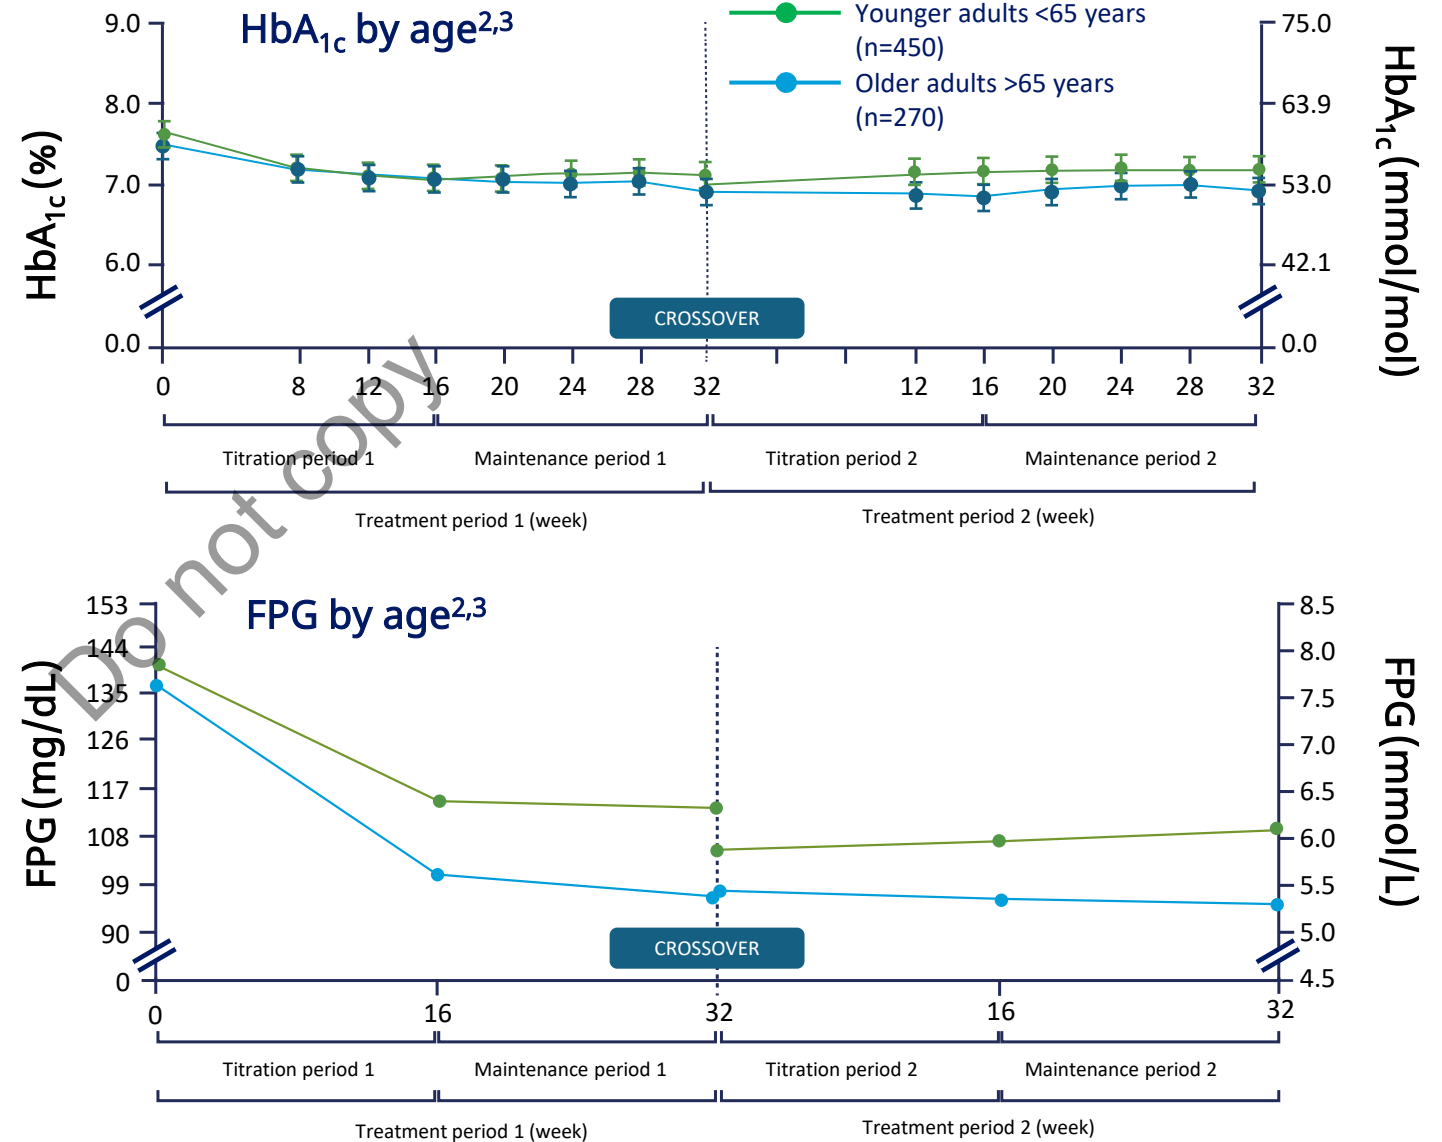 HbA1c by age2,3
Younger adults <65 years
(n=450)
Older adults >65 years
(n=270)
HbA1c (%)
9.0
8.0
7.0
6.0
0.0
HbA1c (mmol/mol)
75.0
63.9
53.0
42.1
0.0
CROSSOVER
0 8 12 16 20 24 28 32 12 16 20 24 28 32
Titration period 1 Maintenance period 1 Titration period 2 Maintenance period 2
Treatment period 1 (week) Treatment period 2 (week)
Do not copy
FPG by age2,3
FPG (mg/dL)
153
144
135
126
117
108
99
90
0
FPG (mmol/L)
8.5
8.0
7.5
7.0
6.5
6.0
5.5
5.0
4.5
CROSSOVER
0 16 32 16 32
Titration period 1 Maintenance period 1 Titration period 2 Maintenance period 2
Treatment period 1 (week) Treatment period 2 (week)